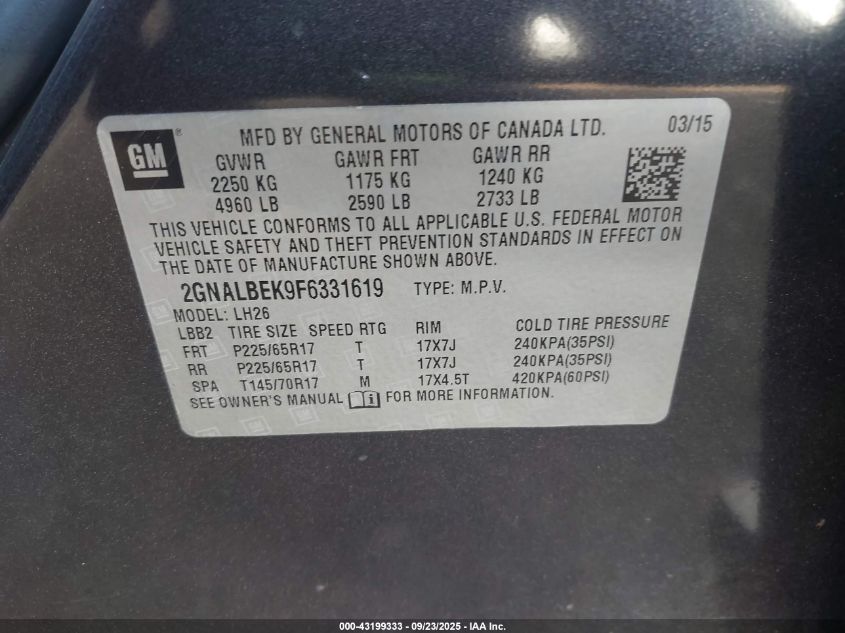 GM
MFD BY GENERAL MOTORS OF CANADA LTD. 03/15
GVWR GAWR FRT GAWR RR
2250 KG 1175 KG 1240 KG
4960 LB 2590 LB 2733 LB
THIS VEHICLE CONFORMS TO ALL APPLICABLE U.S. FEDERAL MOTOR
VEHICLE SAFETY AND THEFT PREVENTION STANDARDS IN EFFECT ON
THE DATE OF MANUFACTURE SHOWN ABOVE.
2GNALBEK9F6331619 TYPE: M.P.V.
MODEL: LH26
LBB2 TIRE SIZE SPEED RTG RIM COLD TIRE PRESSURE
FRT P225/65R17 T 17X7J 240KPA(35PSI)
RR P225/65R17 T 17X7J 240KPA(35PSI)
SPA T145/70R17 M 17X4.5T 420KPA(60PSI)
SEE OWNER'S MANUAL i FOR MORE INFORMATION.
000-43199333 - 09/23/2025 - IAA Inc.